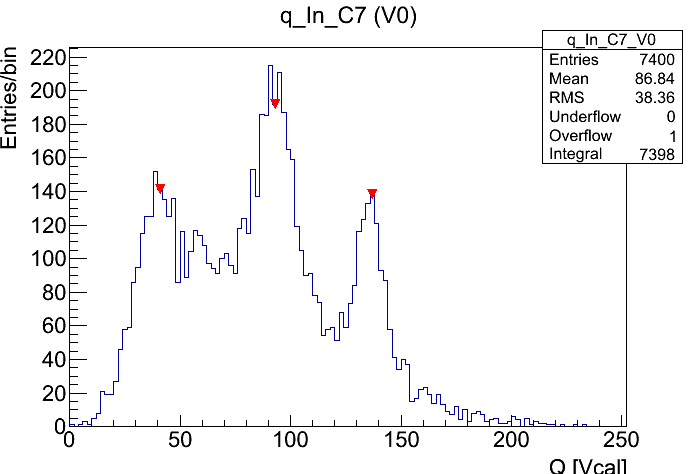 q_In_C7 (V0)
q_In_C7_V0
Entries 7400
Mean 86.84
RMS 38.36
Underflow 0
Overflow 1
Integral 7398
Entries/bin
220
200
180
160
140
120
100
80
60
40
20
0
0 50 100 150 200 250
Q [Vcal]